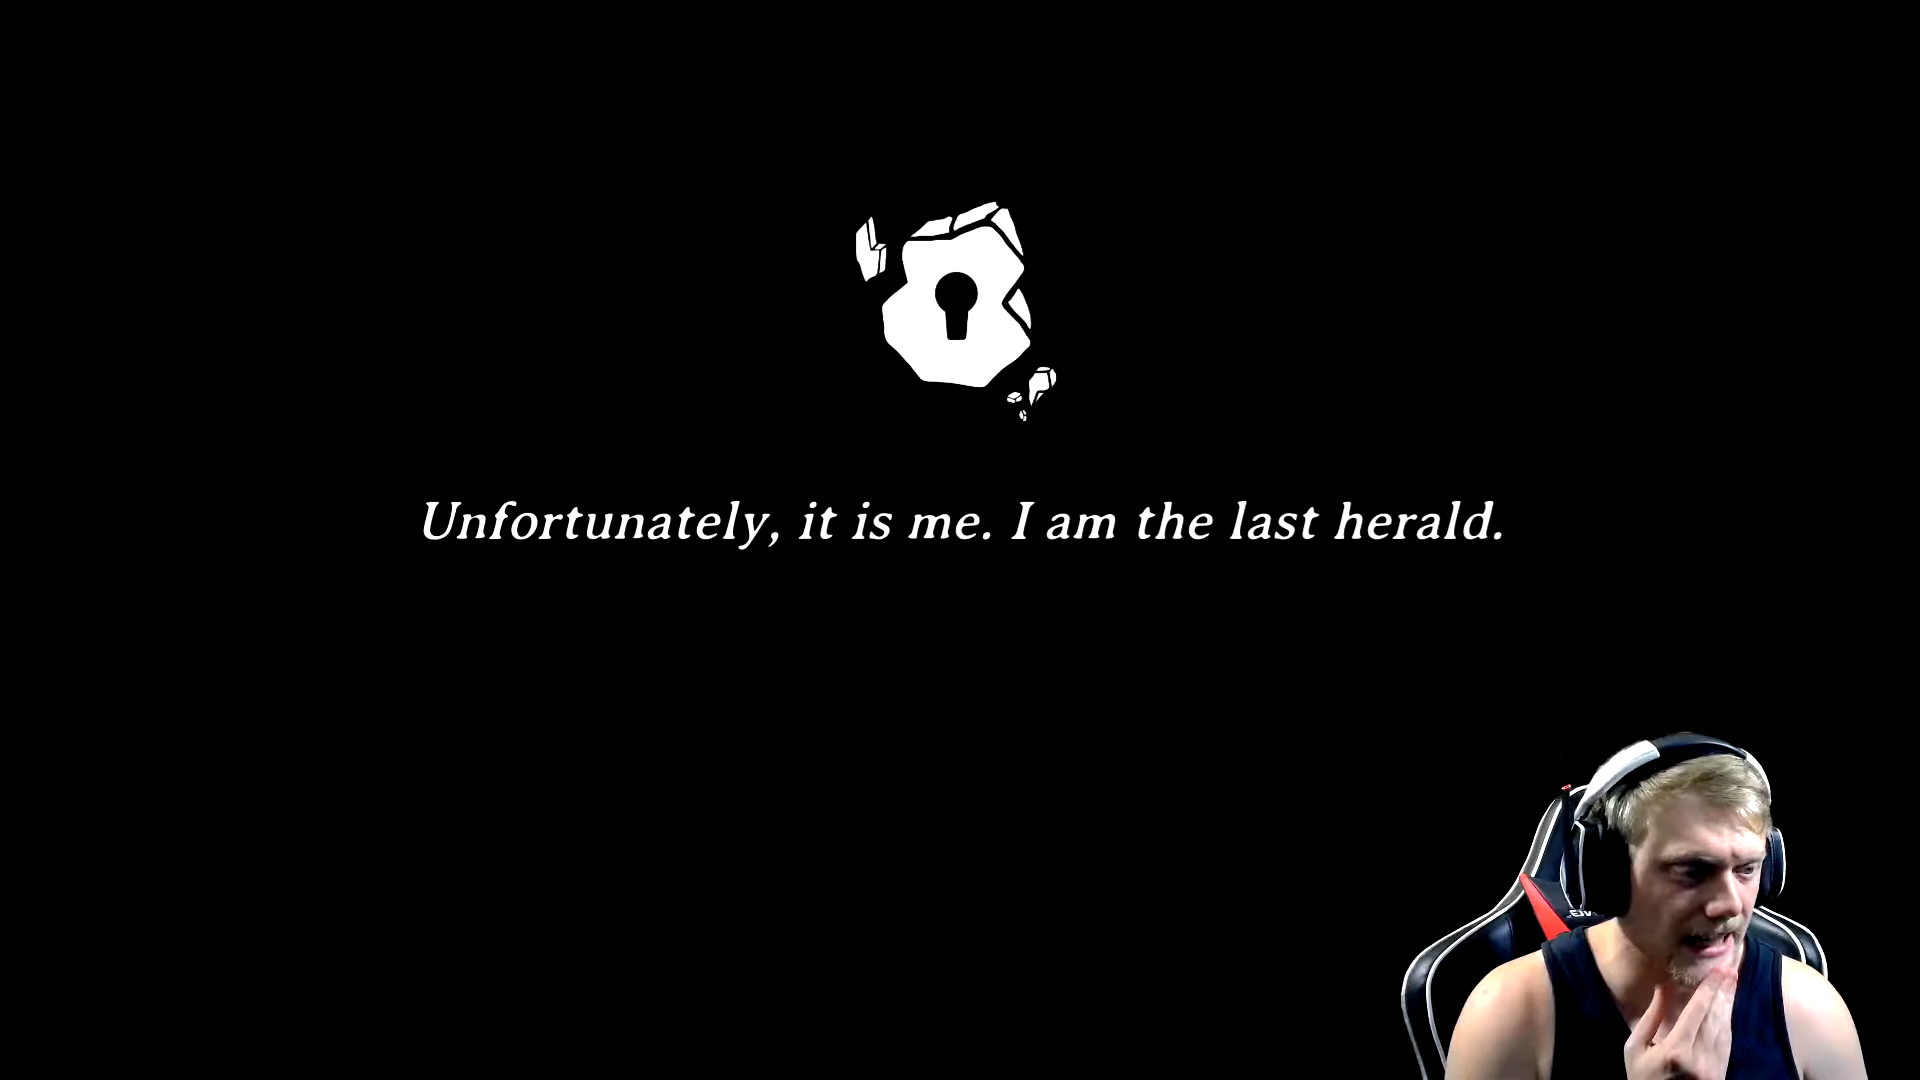 Unfortunately, it is me. I am the last herald.